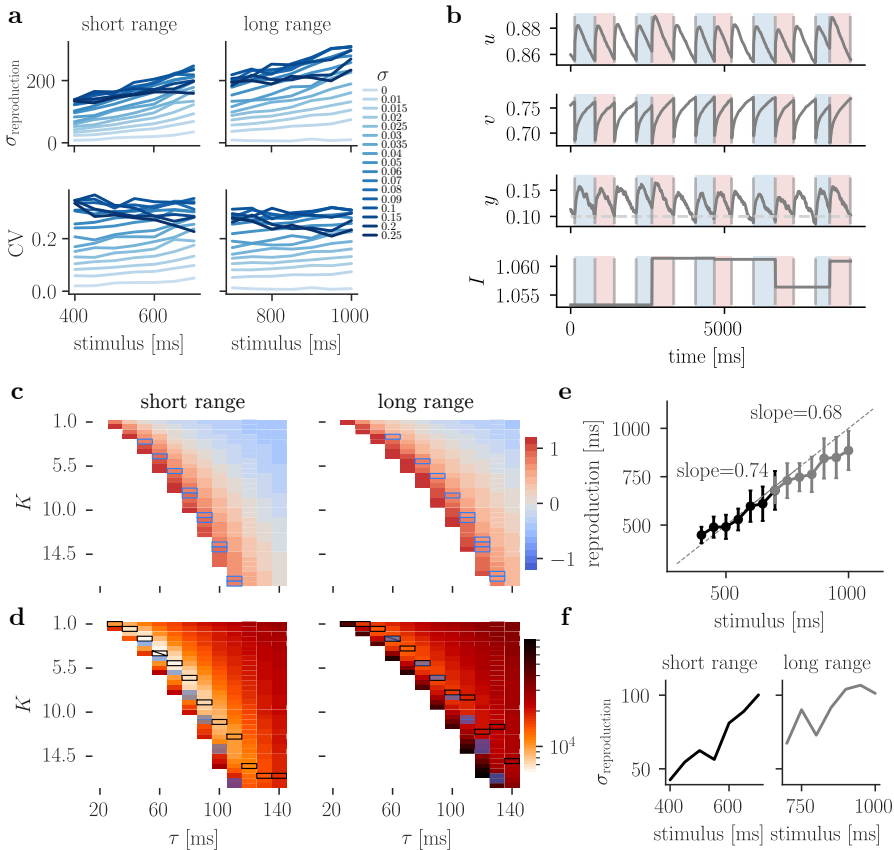 a
short range
long range
σreproduction
200
0
CV
0.2
0.0
400
600
800
1000
stimulus [ms]
stimulus [ms]
σ
0
0.01
0.015
0.02
0.025
0.03
0.035
0.04
0.05
0.06
0.07
0.08
0.09
0.1
0.15
0.2
0.25
b
u
0.88
0.86
v
0.75
0.70
y
0.15
0.10
I
1.060
1.055
0
5000
time [ms]
c
short range
long range
K
1.0
5.5
10.0
14.5
1
0
−1
d
K
1.0
5.5
10.0
14.5
10⁴
20
60
100
140
20
60
100
140
τ [ms]
τ [ms]
e
slope=0.68
slope=0.74
reproduction [ms]
1000
750
500
500
1000
stimulus [ms]
f
short range
long range
σreproduction
100
50
400
600
750
1000
stimulus [ms]
stimulus [ms]